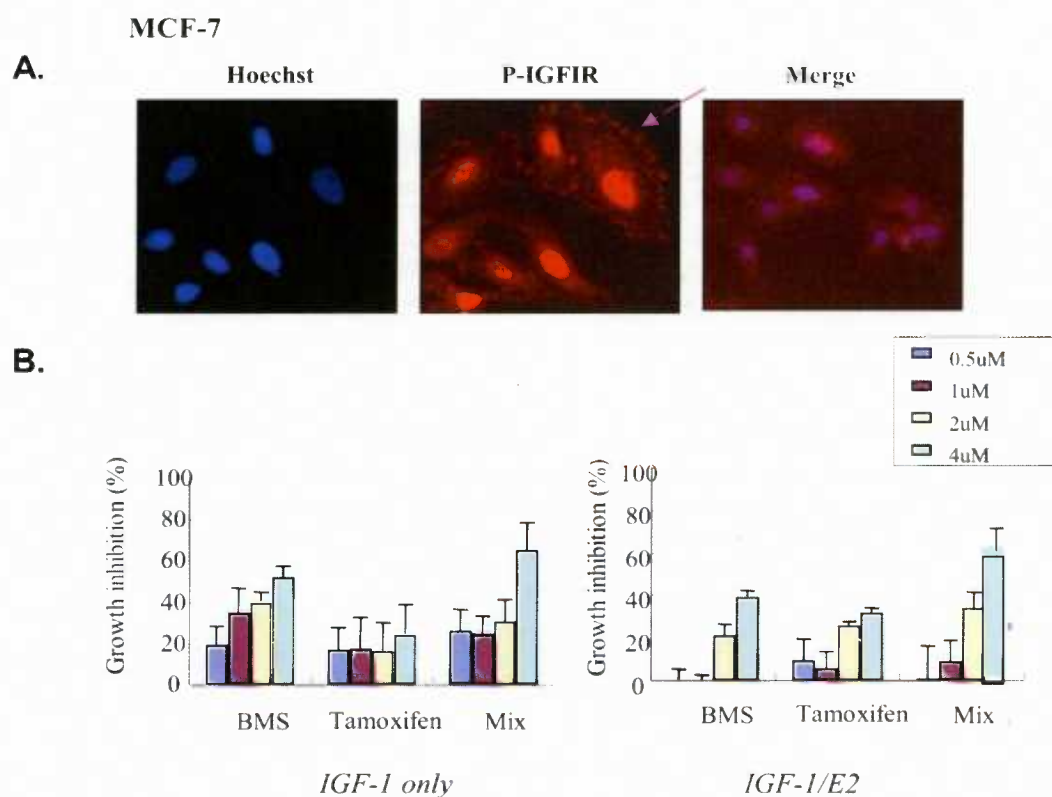 MCF-7
A.
Hoechst
P-IGFIR
Merge
B.
0.5uM
1uM
2uM
4uM
Growth inhibition (%)
100
80
60
40
20
0
BMS
Tamoxifen
Mix
IGF-1 only
Growth inhibition (%)
100
80
60
40
20
0
BMS
Tamoxifen
Mix
IGF-1/E2